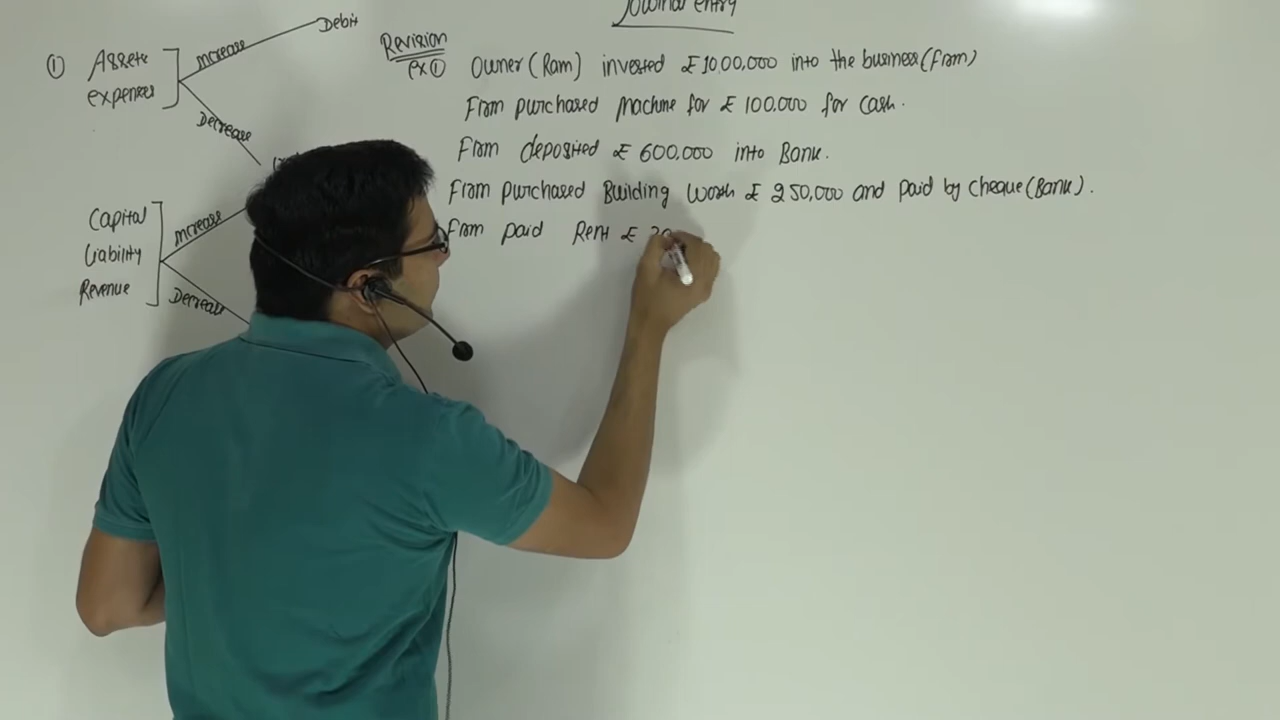 Journal entry
① Assets
expenses
increase
Debit
Decrease
Capital
Liability
Revenue
increase
Decrease
Revision
ex ① Owner (Ram) invested £ 10,00,000 into the business (firm)
Firm purchased Machine for £ 100,000 for cash.
Firm deposited £ 600,000 into Bank.
Firm purchased Building worth £ 250,000 and paid by cheque (Bank).
Firm paid Rent £ 20